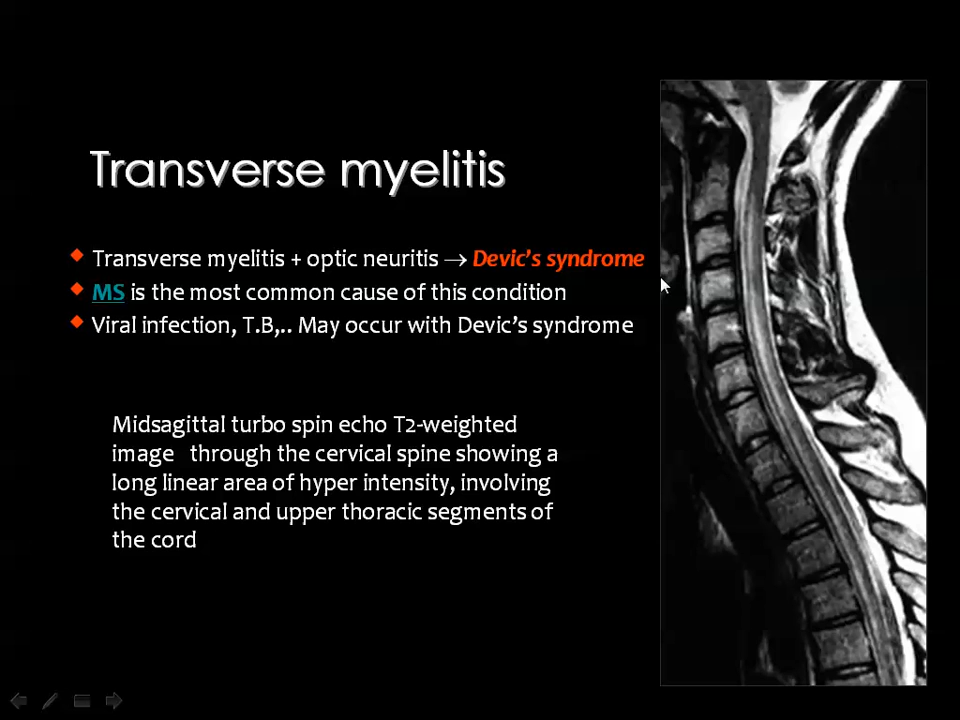 Transverse myelitis
Transverse myelitis + optic neuritis → Devic's syndrome
MS is the most common cause of this condition
Viral infection, T.B,.. May occur with Devic's syndrome
Midsagittal turbo spin echo T2-weighted
image through the cervical spine showing a
long linear area of hyper intensity, involving
the cervical and upper thoracic segments of
the cord